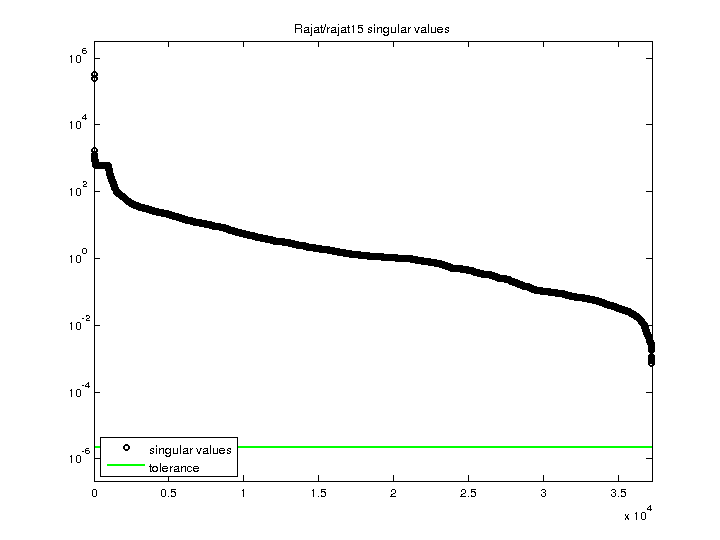 Rajat/rajat15 singular values
10^6
10^4
10^2
10^0
10^-2
10^-4
10^-6
singular values
tolerance
0 0.5 1 1.5 2 2.5 3 3.5
x 10^4